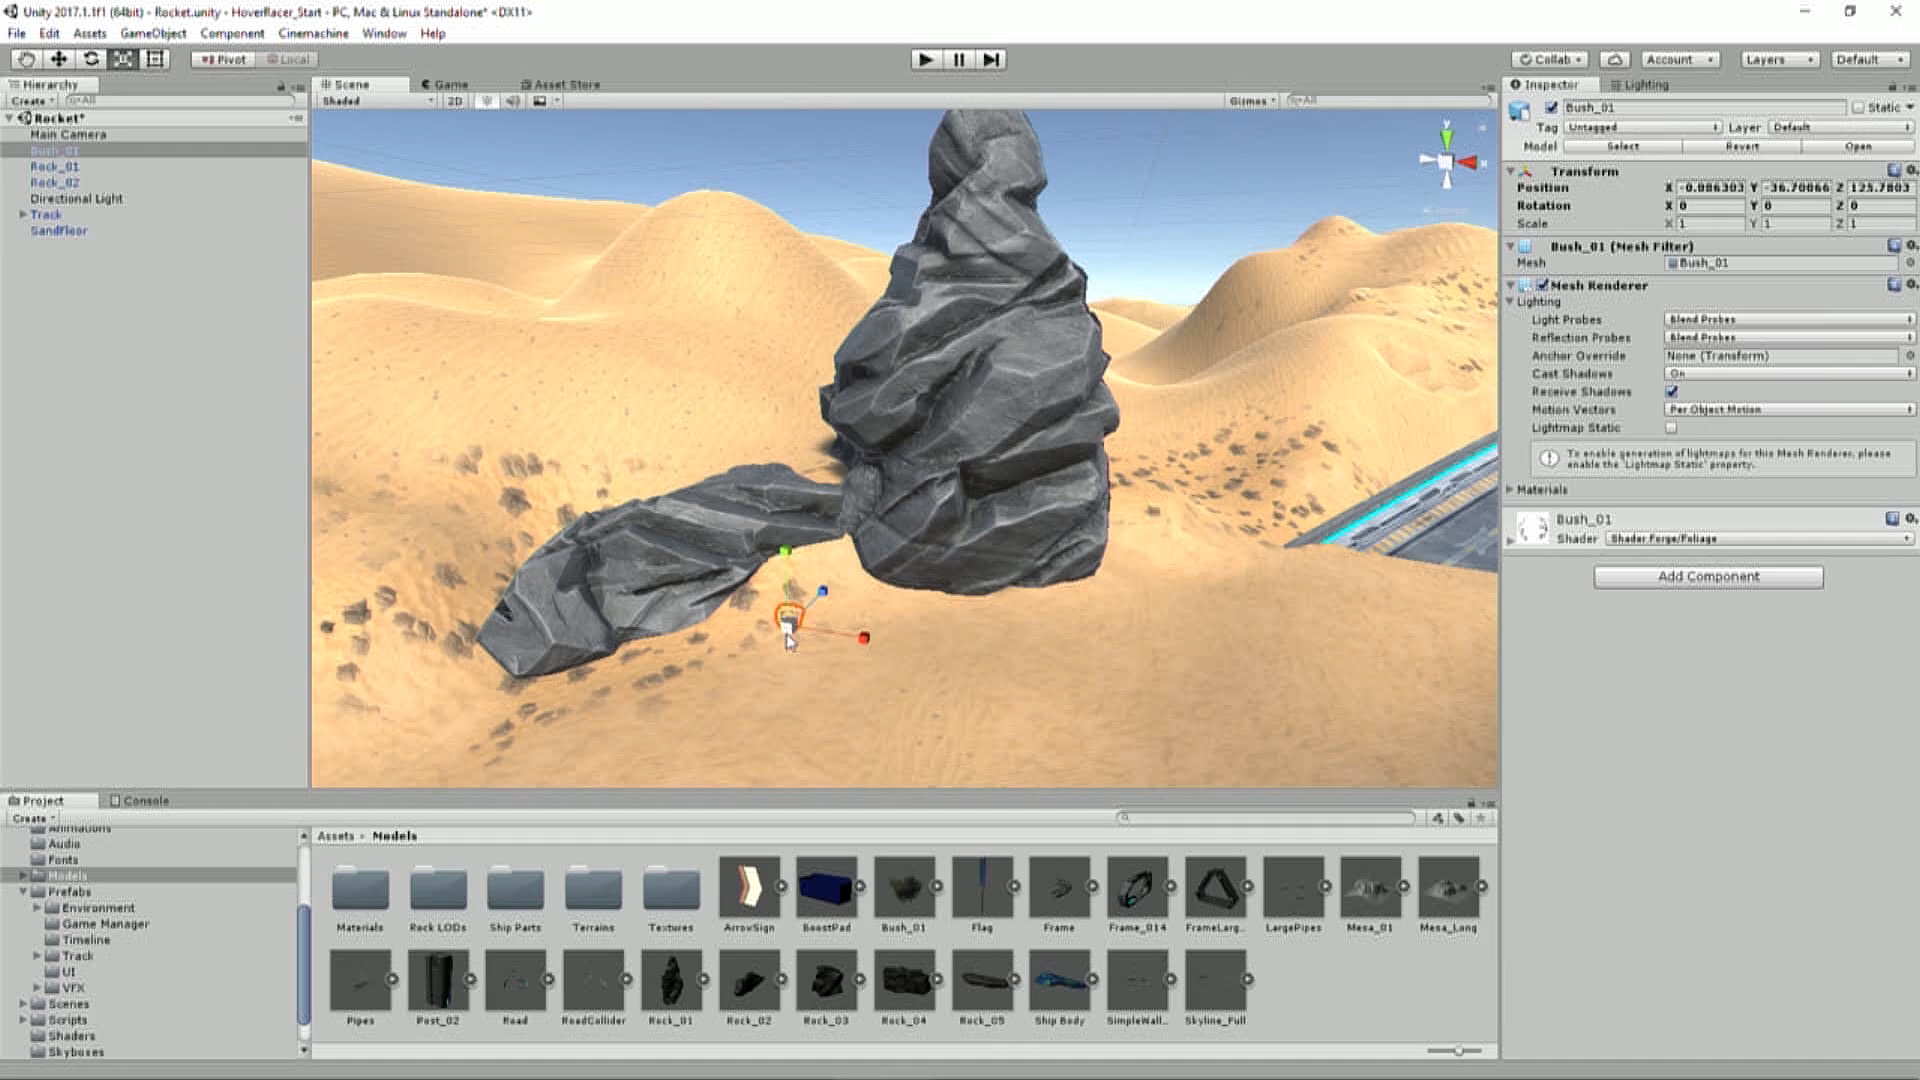 Unity 2017.1.1f1 (64bit) - Rocket.unity - HoverRacer_Start - PC, Mac & Linux Standalone* <DX11>
File Edit Assets GameObject Component Cinemachine Window Help
Pivot Local Collab Account Layers Default
Hierarchy Scene Game Asset Store Inspector Lighting
Create All Shaded 2D Gizmos All
Rocket*
Main Camera
Bush_01
Rock_01
Rock_02
Directional Light
Track
SandFloor
y
x
Bush_01 Static
Tag Untagged Layer Default
Model Select Revert Open
Transform
Position X -0.086303 Y -36.70066 Z 125.7803
Rotation X 0 Y 0 Z 0
Scale X 1 Y 1 Z 1
Bush_01 (Mesh Filter)
Mesh Bush_01
Mesh Renderer
Lighting
Light Probes Blend Probes
Reflection Probes Blend Probes
Anchor Override None (Transform)
Cast Shadows On
Receive Shadows
Motion Vectors Per Object Motion
Lightmap Static
To enable generation of lightmaps for this Mesh Renderer, please
enable the 'Lightmap Static' property.
Materials
Bush_01
Shader Shader Forge/Foliage
Add Component
Project Console
Create
Animations
Audio
Fonts
Models
Prefabs
Environment
Game Manager
Timeline
Track
UI
VFX
Scenes
Scripts
Shaders
Skyboxes
Assets Models
Materials Rock LODs Ship Parts Terrains Textures ArrowSign BoostPad Bush_01 Flag Frame Frame_014 FrameLarg... LargePipes Mesa_01 Mesa_Long
Pipes Post_02 Road RoadCollider Rock_01 Rock_02 Rock_03 Rock_04 Rock_05 Ship Body SimpleWall... Skyline_Full